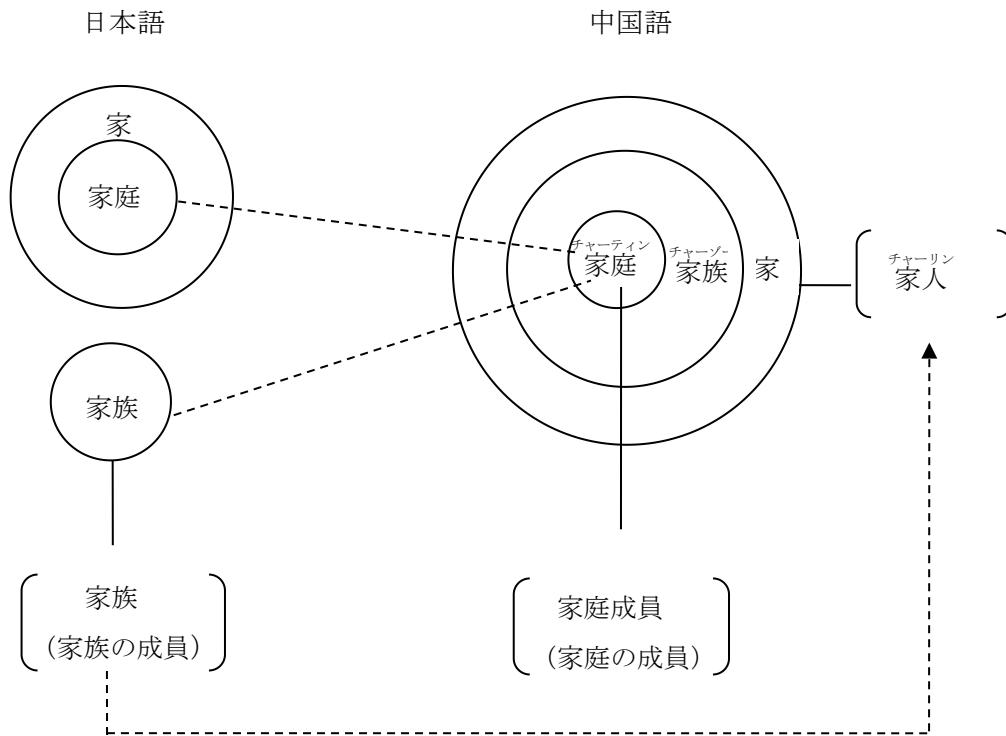 日本語
中国語
家
家庭
チャーティン
家庭
チャーゾー
家族
家
チャーリン
家人
家族
家族
（家族の成員）
家庭成員
（家庭の成員）